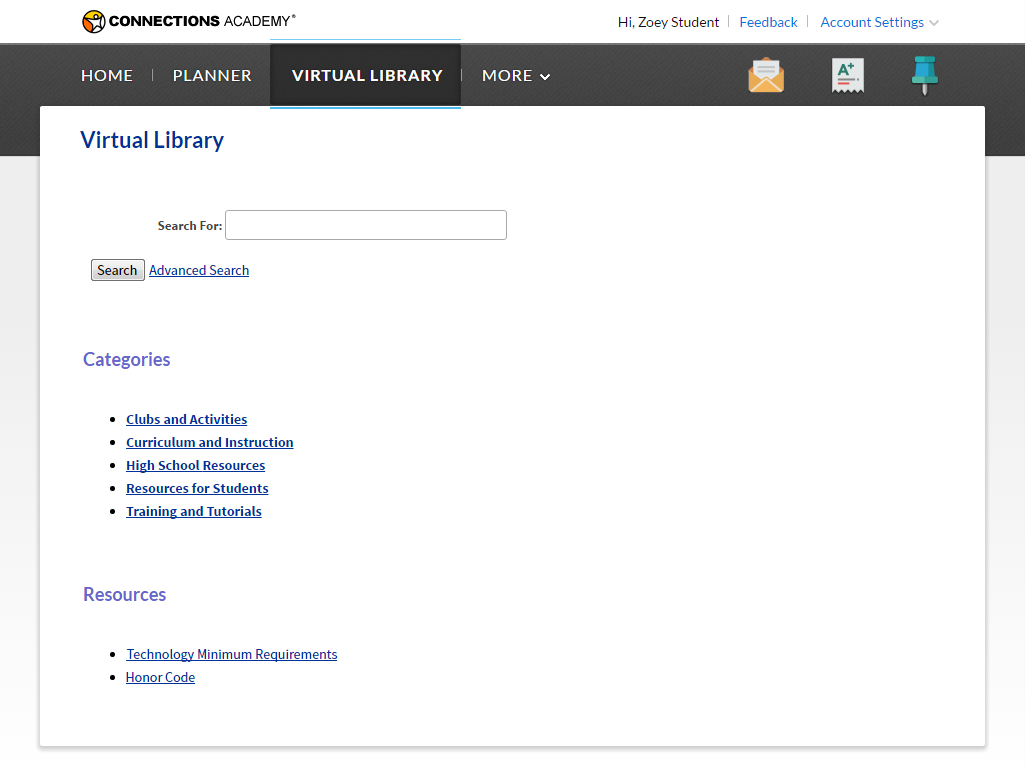 CONNECTIONS ACADEMY®
Hi, Zoey Student Feedback Account Settings
HOME PLANNER VIRTUAL LIBRARY MORE
A+
Virtual Library
Search For:
Search Advanced Search
Categories
Clubs and Activities
Curriculum and Instruction
High School Resources
Resources for Students
Training and Tutorials
Resources
Technology Minimum Requirements
Honor Code